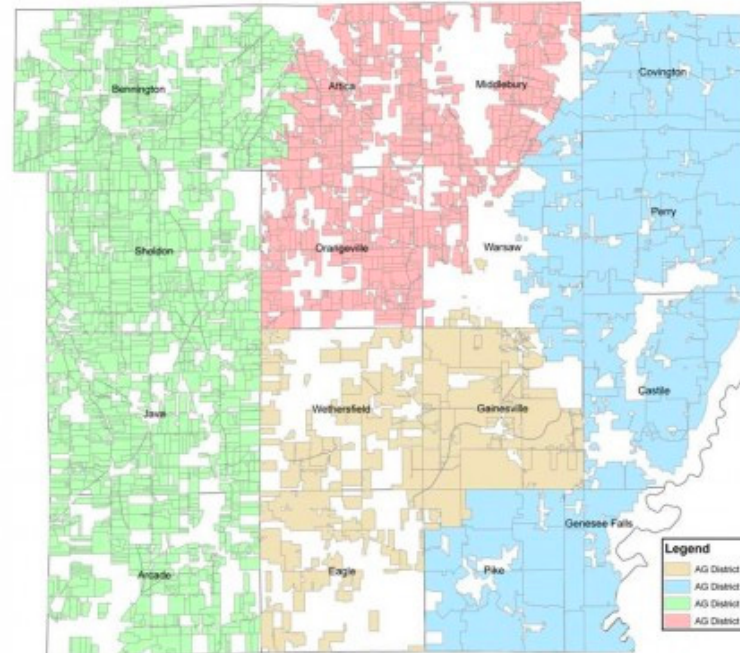 Bennington
Attica
Middlebury
Covington
Sheldon
Orangeville
Warsaw
Perry
Java
Wethersfield
Gainesville
Castile
Arcade
Eagle
Pike
Genesee Falls
Legend
AG District
AG District
AG District
AG District